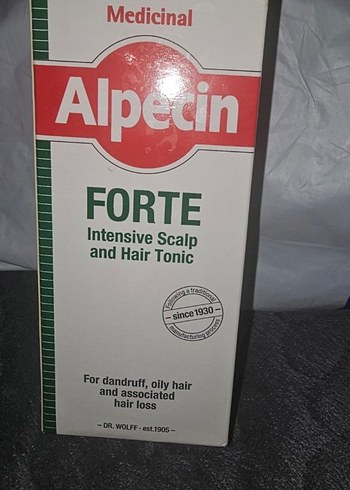 Medicinal
Alpecin
FORTE
Intensive Scalp
and Hair Tonic
Following a traditional
- since 1930 -
manufacturing process
For dandruff, oily hair
and associated
hair loss
– DR. WOLFF · est.1905 –